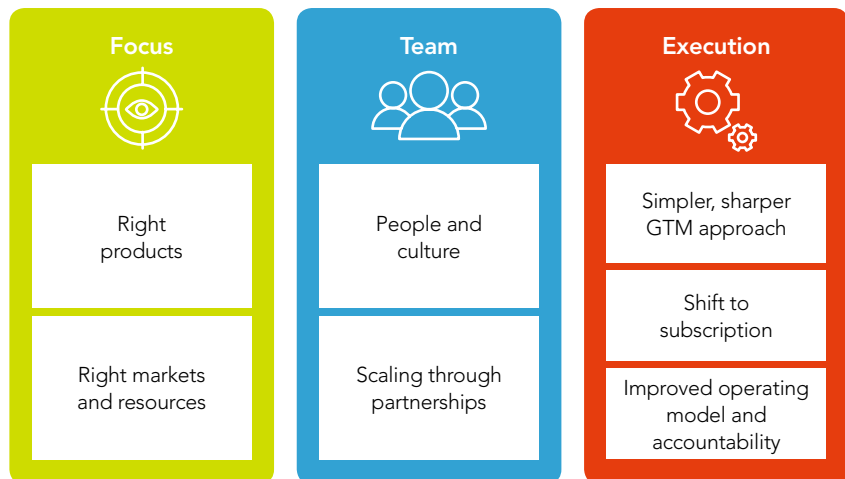 Focus
Right
products
Right markets
and resources
Team
People and
culture
Scaling through
partnerships
Execution
Simpler, sharper
GTM approach
Shift to
subscription
Improved operating
model and
accountability